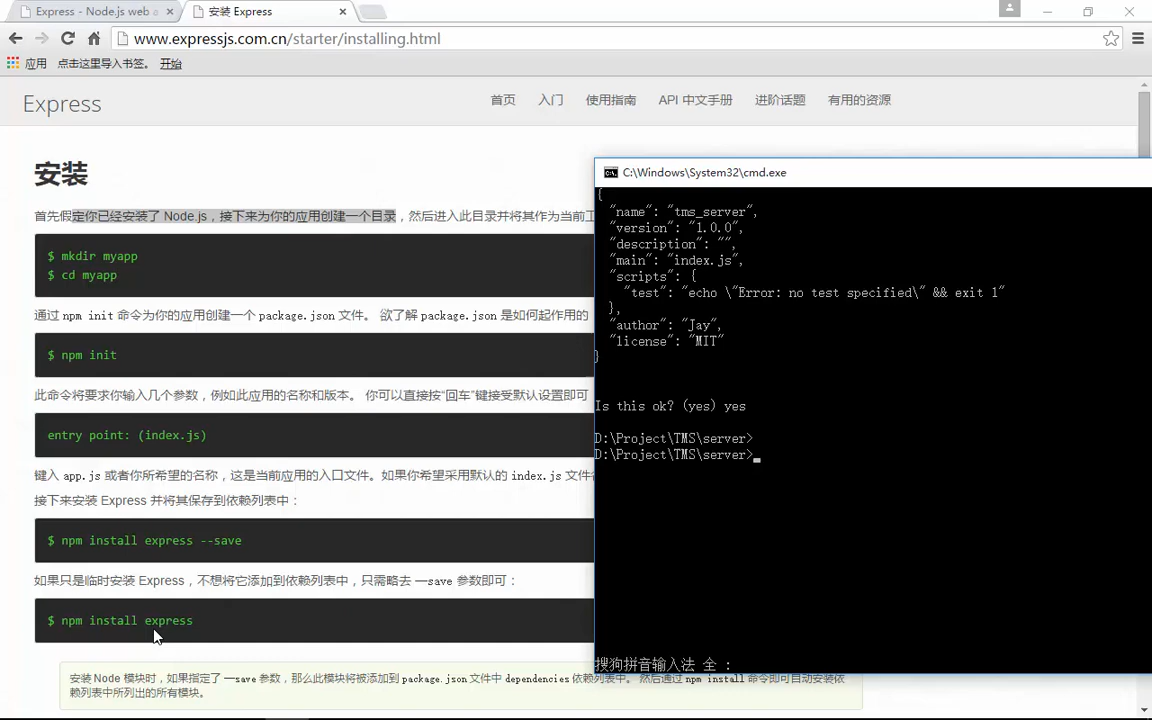 Express - Node.js web a
安装 Express
www.expressjs.com.cn/starter/installing.html
应用 点击这里导入书签。 开始
Express
首页 入门 使用指南 API 中文手册 进阶话题 有用的资源
安装
首先假定你已经安装了 Node.js，接下来为你的应用创建一个目录，然后进入此目录并将其作为当前工
$ mkdir myapp
$ cd myapp
通过 npm init 命令为你的应用创建一个 package.json 文件。 欲了解 package.json 是如何起作用的
$ npm init
此命令将要求你输入几个参数，例如此应用的名称和版本。 你可以直接按“回车”键接受默认设置即可
entry point: (index.js)
键入 app.js 或者你所希望的名称，这是当前应用的入口文件。如果你希望采用默认的 index.js 文件名
接下来安装 Express 并将其保存到依赖列表中：
$ npm install express --save
如果只是临时安装 Express，不想将它添加到依赖列表中，只需略去 —save 参数即可：
$ npm install express
安装 Node 模块时，如果指定了 —save 参数，那么此模块将被添加到 package.json 文件中 dependencies 依赖列表中。 然后通过 npm install 命令即可自动安装依
赖列表中所列出的所有模块。
C:\Windows\System32\cmd.exe
{
"name": "tms_server",
"version": "1.0.0",
"description": "",
"main": "index.js",
"scripts": {
"test": "echo \"Error: no test specified\" && exit 1"
},
"author": "Jay",
"license": "MIT"
}
Is this ok? (yes) yes
D:\Project\TMS\server>
D:\Project\TMS\server>
搜狗拼音输入法 全 :